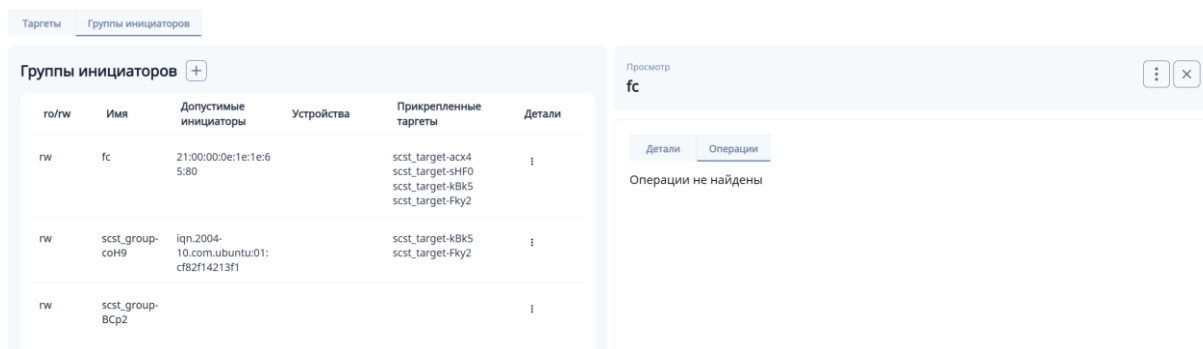 Таргеты Группы инициаторов
Группы инициаторов +
ro/rw Имя Допустимые инициаторы Устройства Прикрепленные таргеты Детали
rw fc 21:00:00:0e:1e:1e:6
5:80 scst_target-acx4
scst_target-sHF0
scst_target-kBk5
scst_target-Fky2
rw scst_group-
coH9 iqn.2004-
10.com.ubuntu:01:
cf82f14213f1 scst_target-kBk5
scst_target-Fky2
rw scst_group-
BCp2
Просмотр
fc
Детали Операции
Операции не найдены